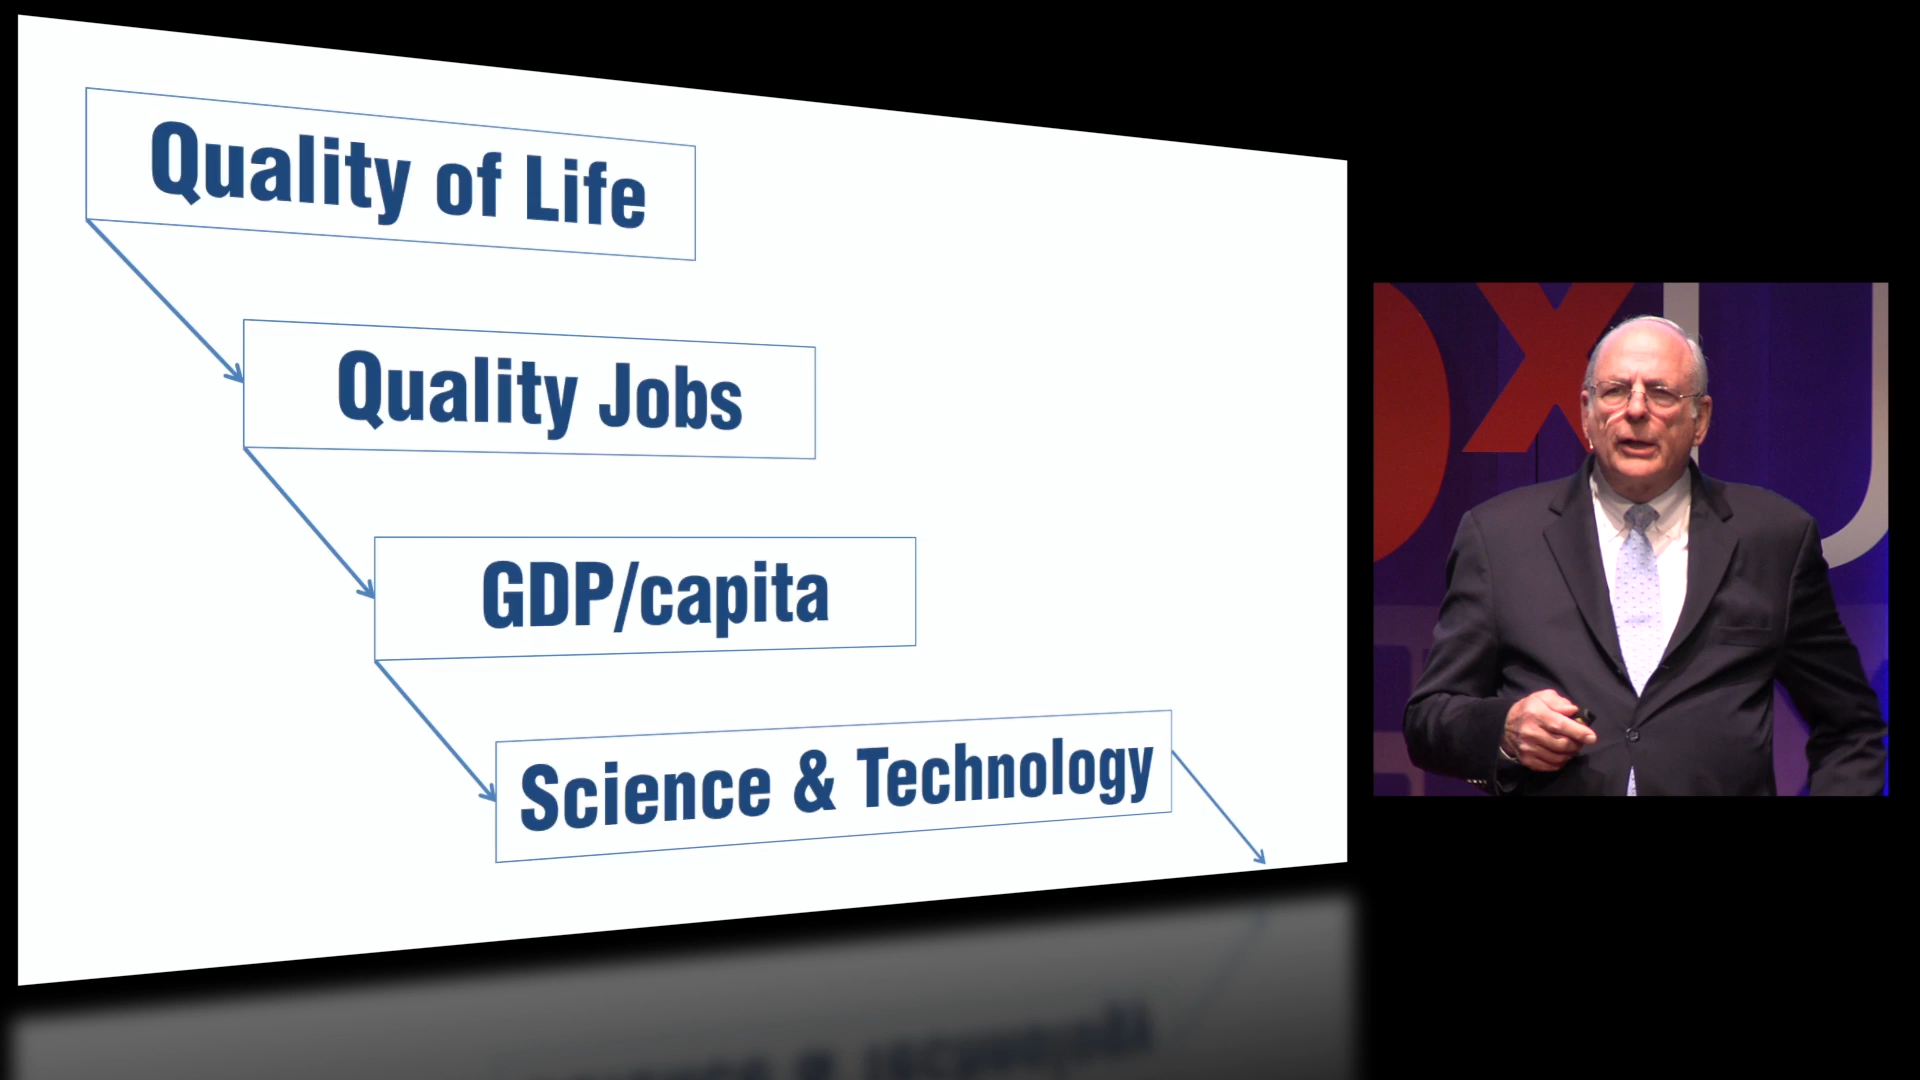 Quality of Life
Quality Jobs
GDP/capita
Science & Technology
x